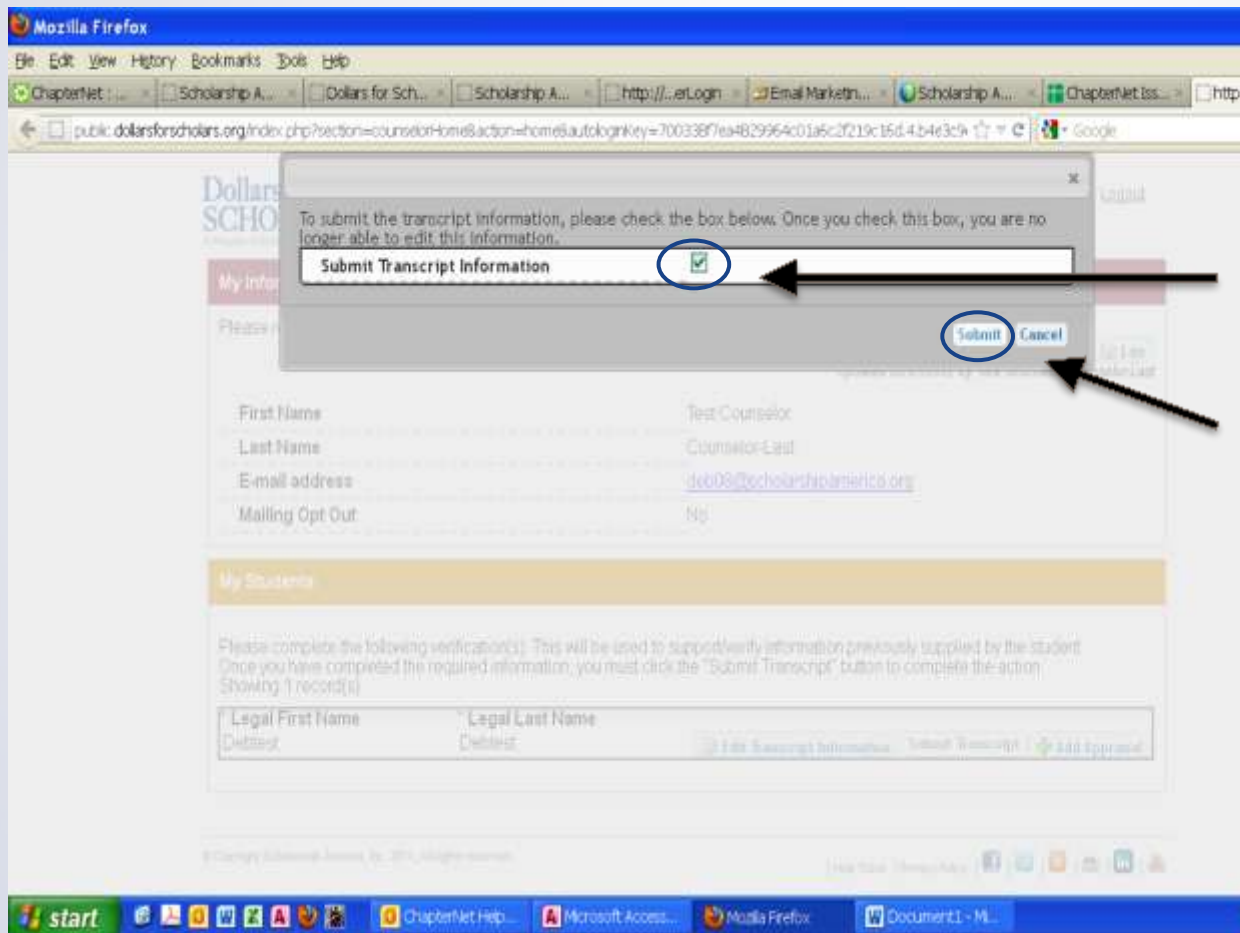 Mozilla Firefox
File Edit View History Bookmarks Tools Help
ChapterNet : ... Scholarship A... Dollars for Sch... Scholarship A... http://...erLogin Email Marketin... Scholarship A... ChapterNet Iss... http
public.dollarsforscholars.org/index.php?section=counselorHome&action=home&autologinKey= Google
Dollars Logout
SCHO
To submit the transcript information, please check the box below. Once you check this box, you are no
longer able to edit this information.
Submit Transcript Information
My Infor
Please
Submit Cancel
First Name Test Counselor
Last Name Counselor-Last
E-mail address deb08@scholarshipamerica.org
Mailing Opt Out No
My Students
Please complete the following verification(s). This will be used to support/verify information previously supplied by the student.
Once you have completed the required information, you must click the "Submit Transcript" button to complete the action.
Showing 1 record(s)
* Legal First Name * Legal Last Name
Debtest Debtest Edit Transcript Information Submit Transcript Add Appraisal
start ChapterNet Help... Microsoft Access... Mozilla Firefox Document1 - Mi...